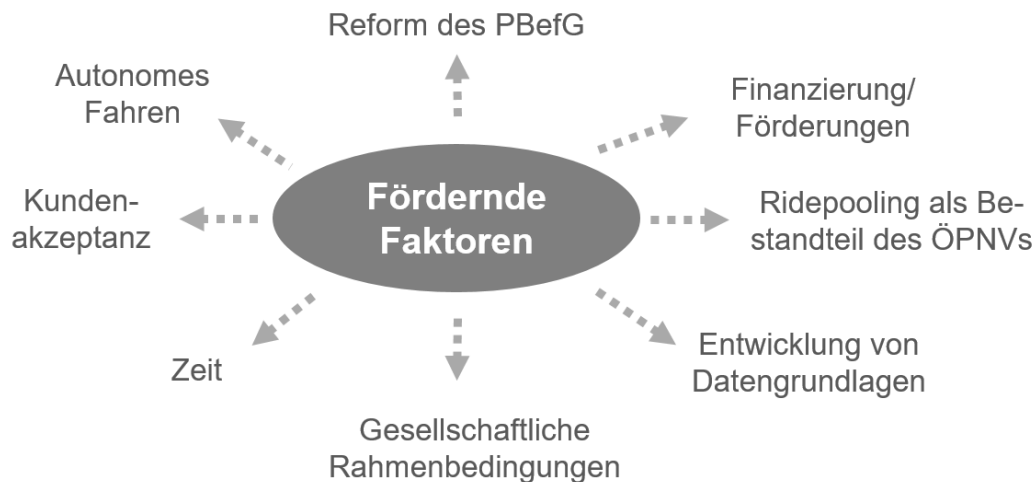 Reform des PBefG
Autonomes
Fahren
Finanzierung/
Förderungen
Kunden-
akzeptanz
Fördernde
Faktoren
Ridepooling als Be-
standteil des ÖPNVs
Zeit
Entwicklung von
Datengrundlagen
Gesellschaftliche
Rahmenbedingungen